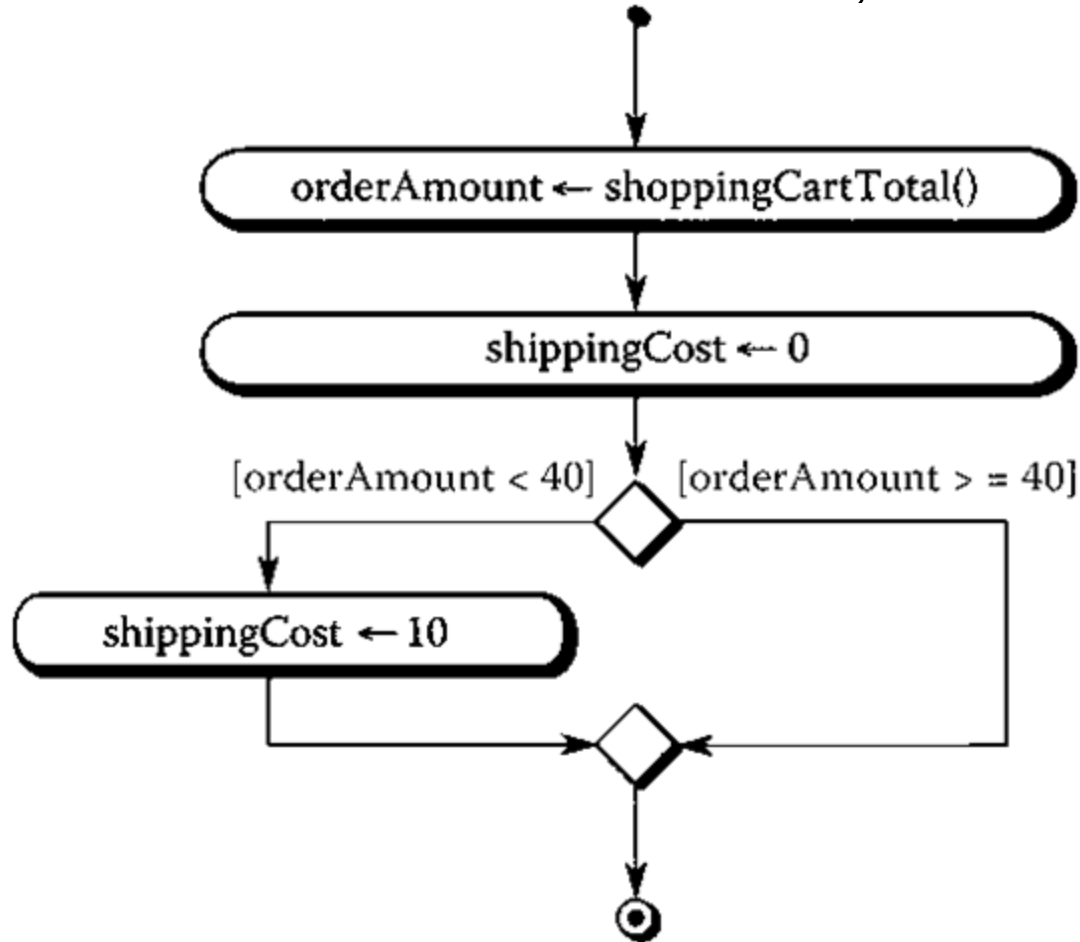 orderAmount ← shoppingCartTotal()
shippingCost ← 0
[orderAmount < 40] [orderAmount > = 40]
shippingCost ← 10